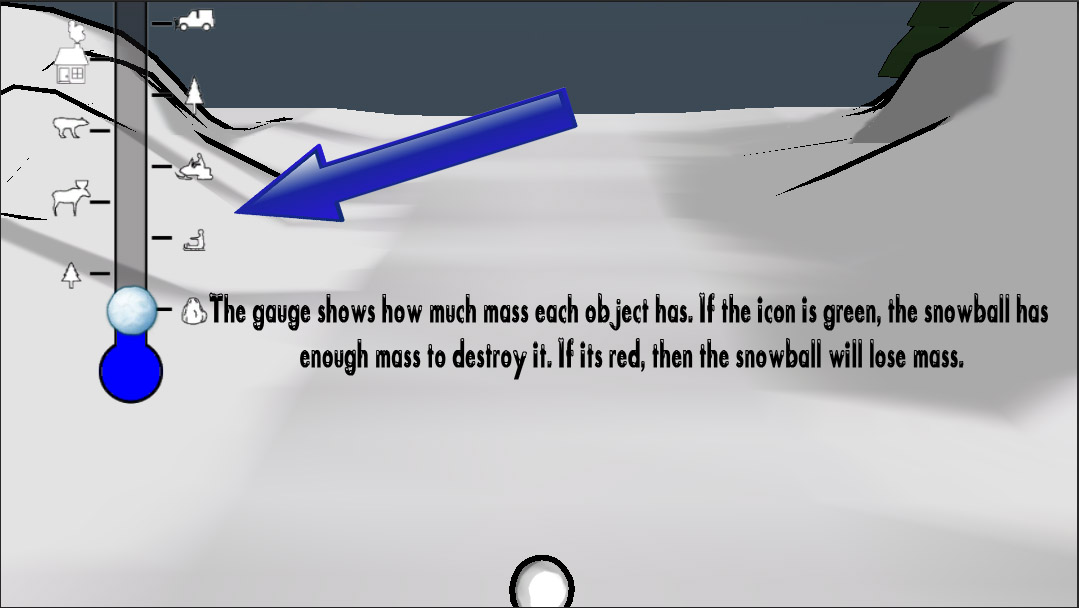 The gauge shows how much mass each object has. If the icon is green, the snowball has
enough mass to destroy it. If its red, then the snowball will lose mass.